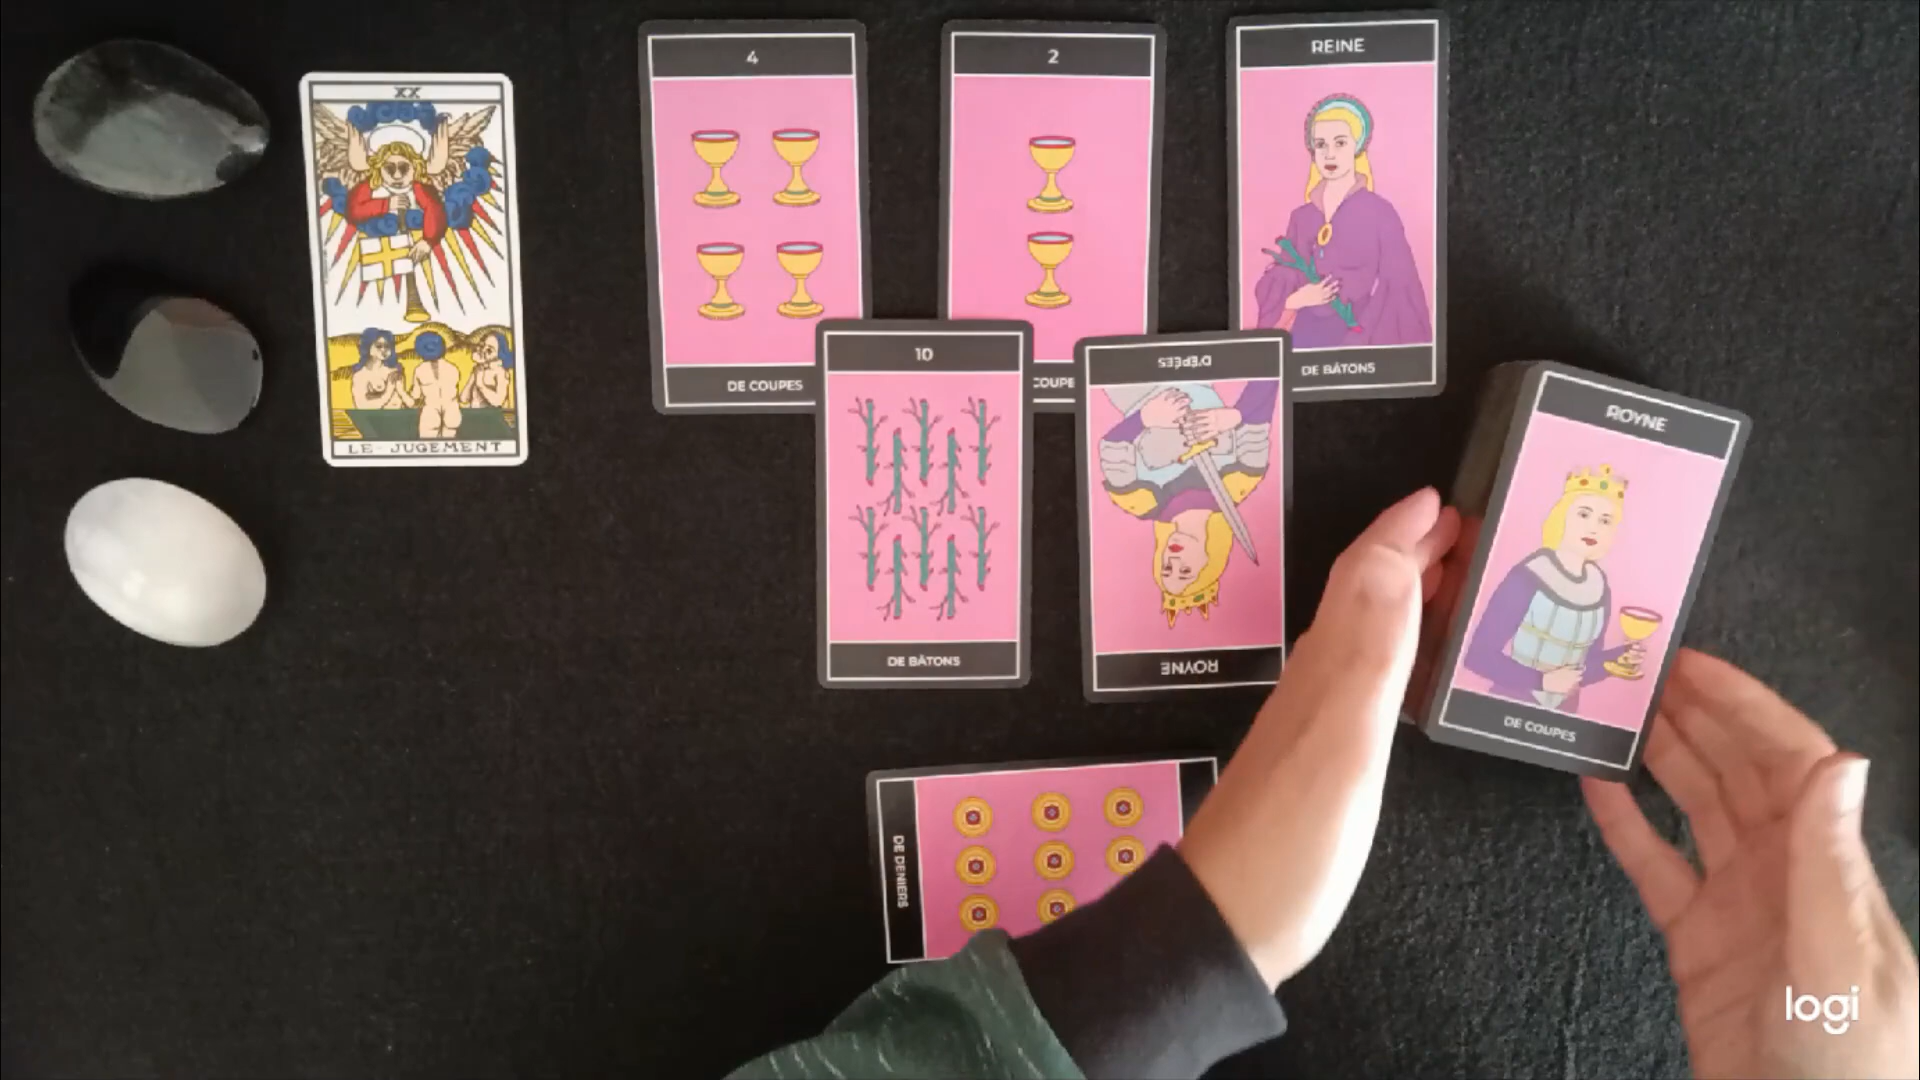 XX
LE·JUGEMENT
4
DE COUPES
2
COUPE
REINE
DE BÂTONS
10
DE BÂTONS
D'ÉPÉES
ROYNE
ROYNE
DE COUPES
DE DENIERS
logi